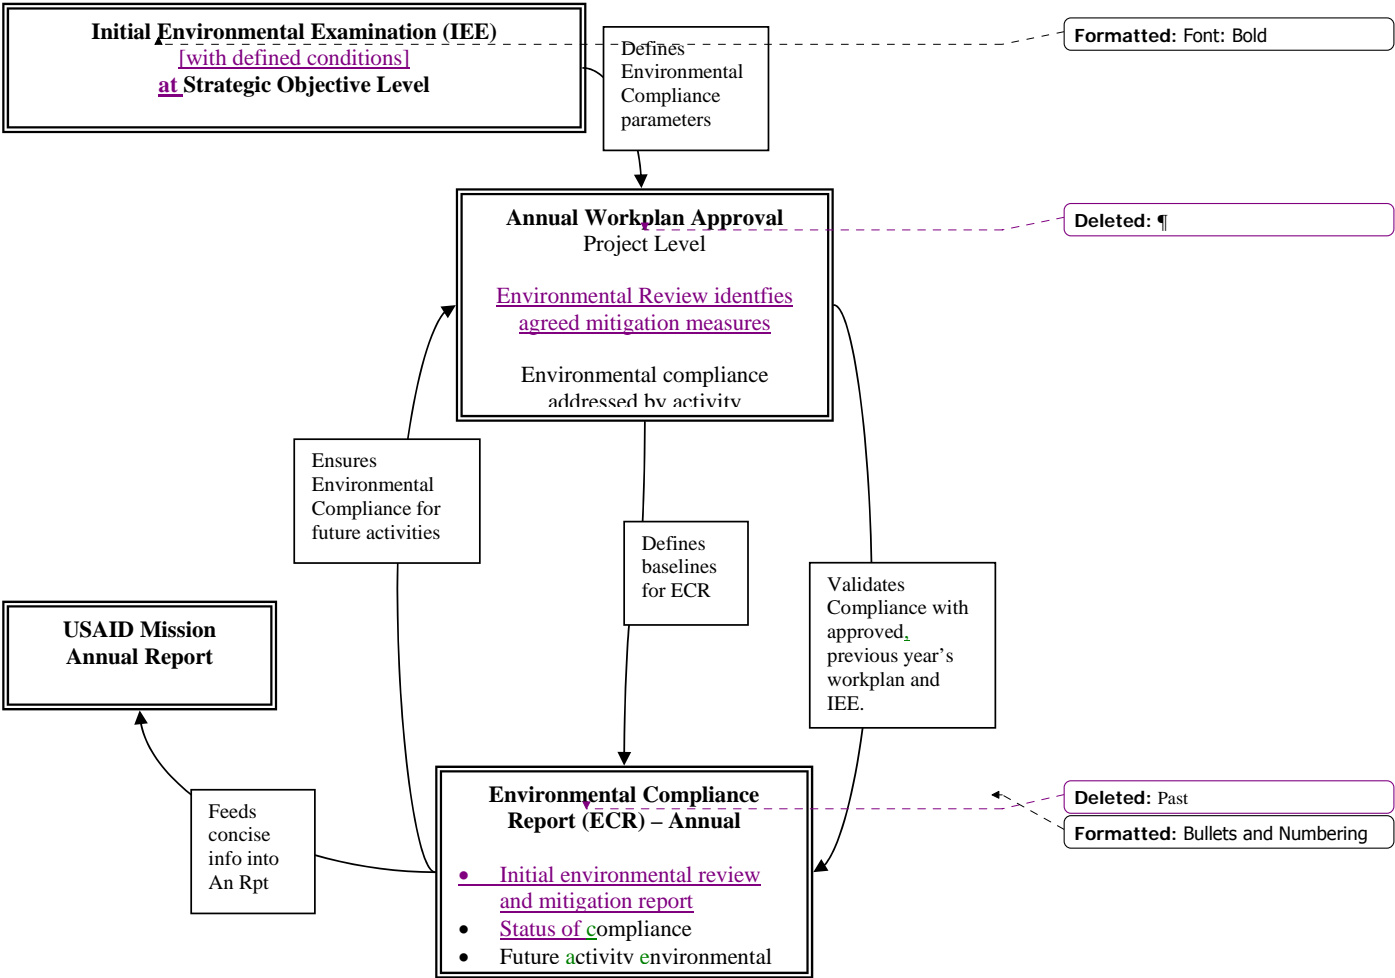 Initial Environmental Examination (IEE)
[with defined conditions]
at Strategic Objective Level
Formatted: Font: Bold
Defines
Environmental
Compliance
parameters
Annual Workplan Approval
Project Level
Deleted: ¶
Environmental Review identfies
agreed mitigation measures
Environmental compliance
addressed by activity
Ensures
Environmental
Compliance for
future activities
Defines
baselines
for ECR
Validates
Compliance with
approved,
previous year's
workplan and
IEE.
USAID Mission
Annual Report
Feeds
concise
info into
An Rpt
Environmental Compliance
Report (ECR) – Annual
• Initial environmental review
and mitigation report
• Status of compliance
• Future activity environmental
Deleted: Past
Formatted: Bullets and Numbering